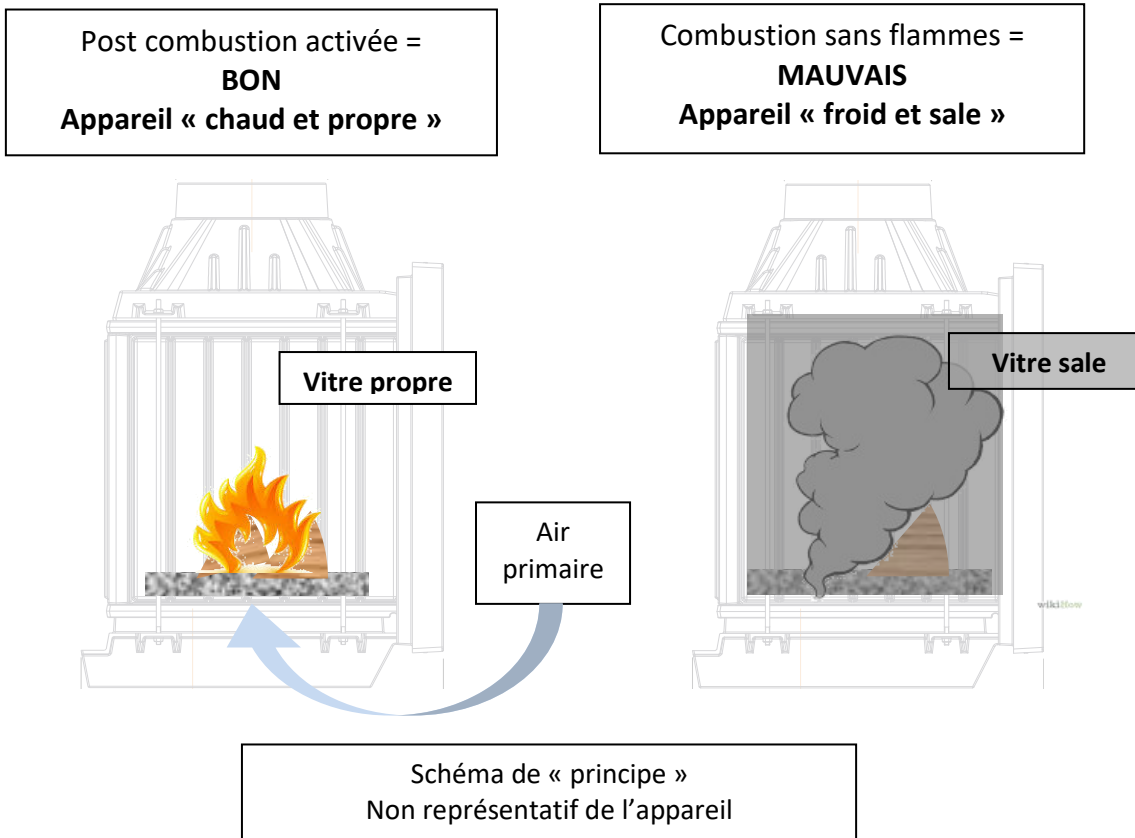 Post combustion activée =
BON
Appareil « chaud et propre »
Combustion sans flammes =
MAUVAIS
Appareil « froid et sale »
Vitre propre
Vitre sale
Air
primaire
wikiHow
Schéma de « principe »
Non représentatif de l’appareil